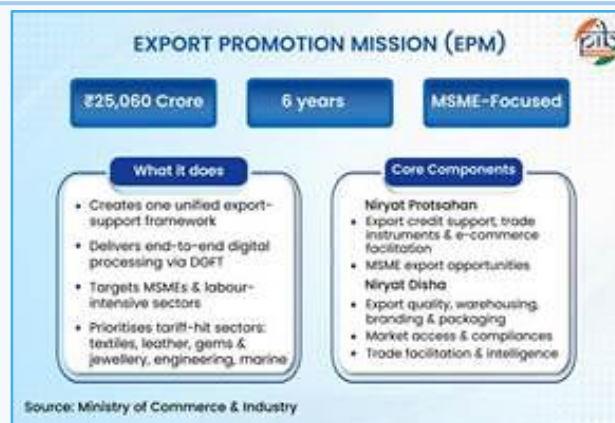 EXPORT PROMOTION MISSION (EPM)
₹25,060 Crore
6 years
MSME-Focused
What it does
• Creates one unified export-
support framework
• Delivers end-to-end digital
processing via DGFT
• Targets MSMEs & labour-
intensive sectors
• Prioritises tariff-hit sectors:
textiles, leather, gems &
jewellery, engineering, marine
Core Components
Niryat Protsahan
• Export credit support, trade
instruments & e-commerce
facilitation
• MSME export opportunities
Niryat Disha
• Export quality, warehousing,
branding & packaging
• Market access & compliances
• Trade facilitation & intelligence
Source: Ministry of Commerce & Industry